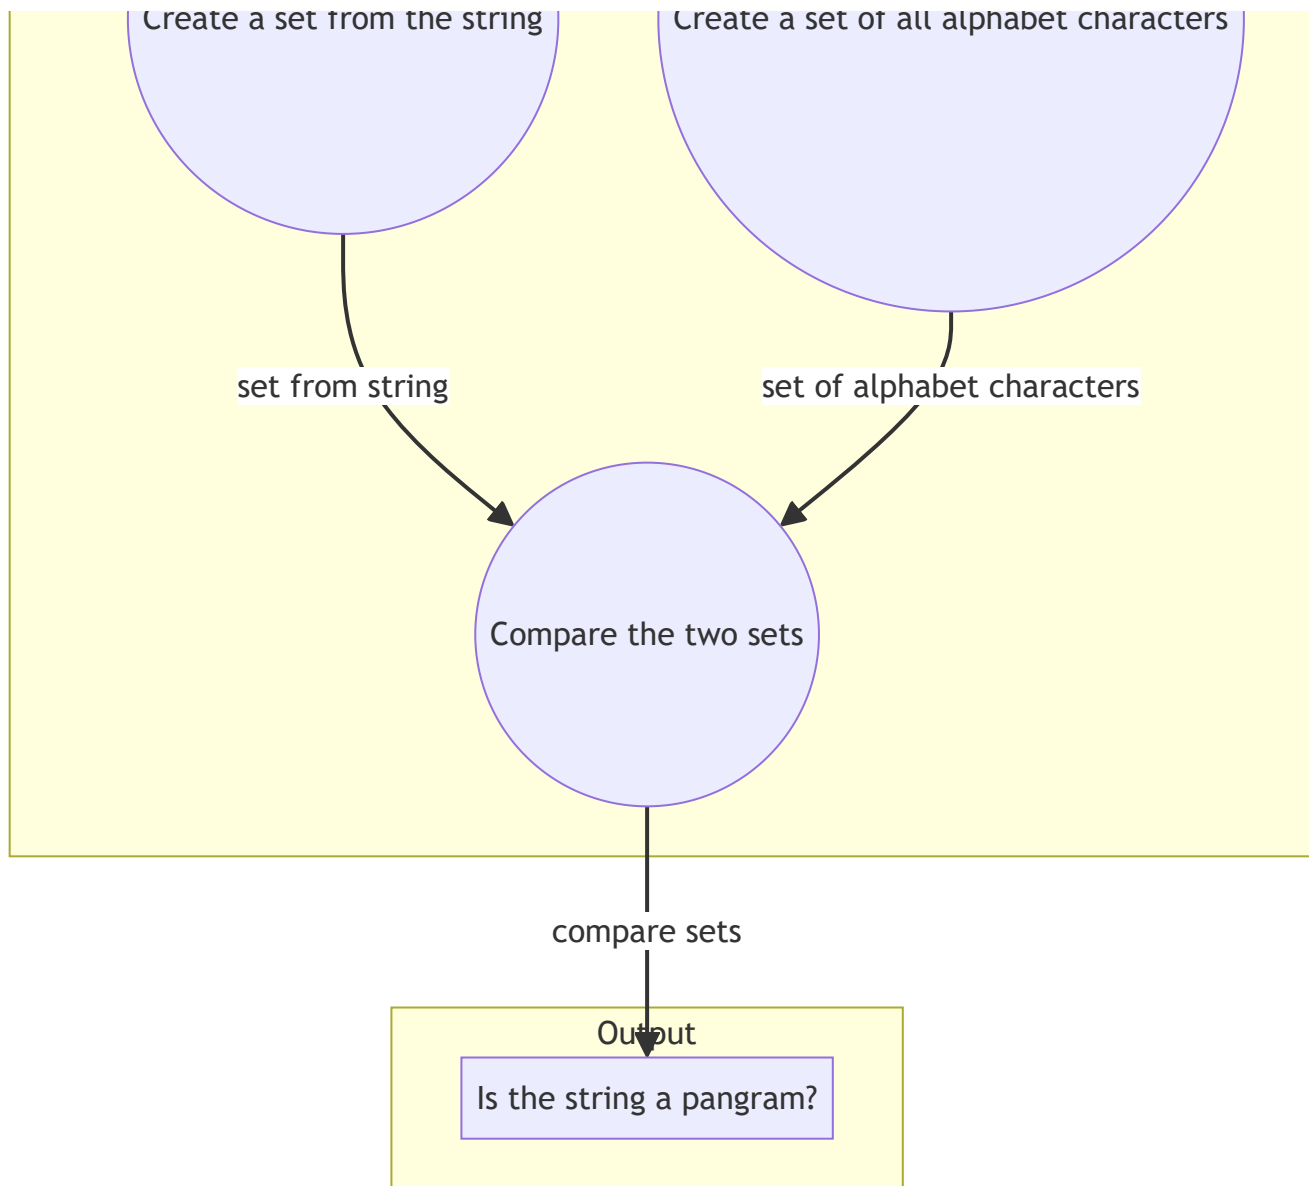 Create a set from the string
Create a set of all alphabet characters
set from string
set of alphabet characters
Compare the two sets
compare sets
Output
Is the string a pangram?